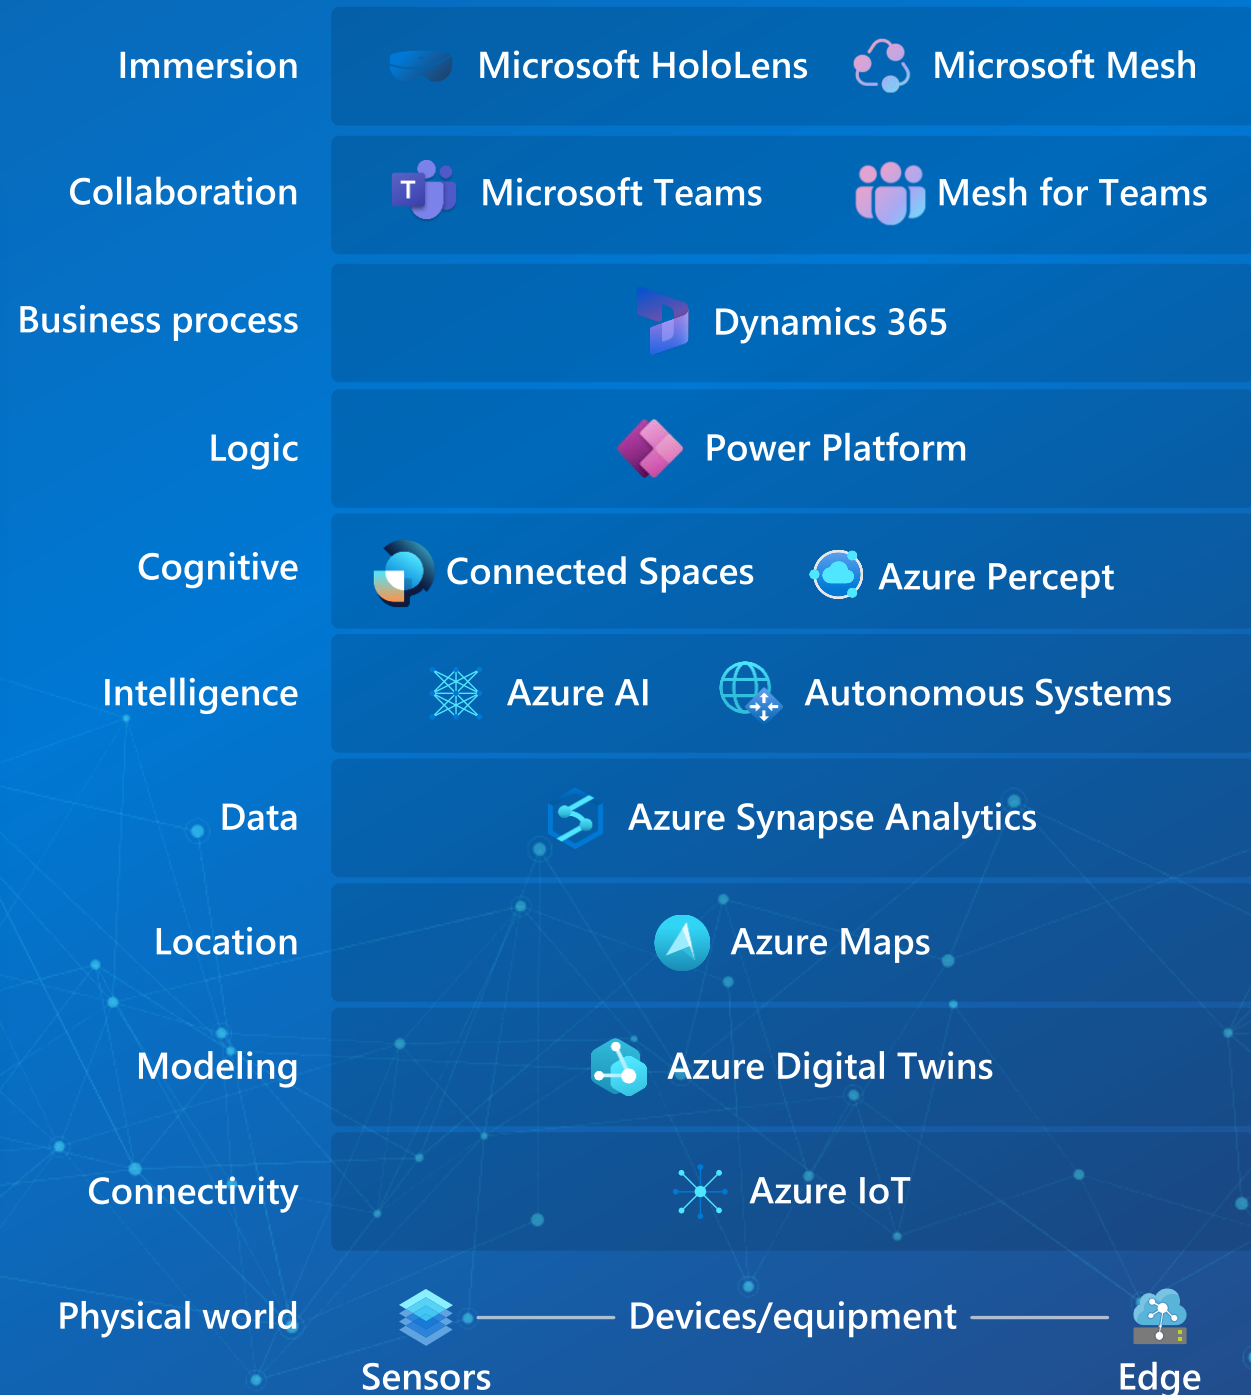 Immersion
Microsoft HoloLens
Microsoft Mesh
Collaboration
T
Microsoft Teams
Mesh for Teams
Business process
Dynamics 365
Logic
Power Platform
Cognitive
Connected Spaces
Azure Percept
Intelligence
Azure AI
Autonomous Systems
Data
Azure Synapse Analytics
Location
Azure Maps
Modeling
Azure Digital Twins
Connectivity
Azure IoT
Physical world
Devices/equipment
Sensors
Edge